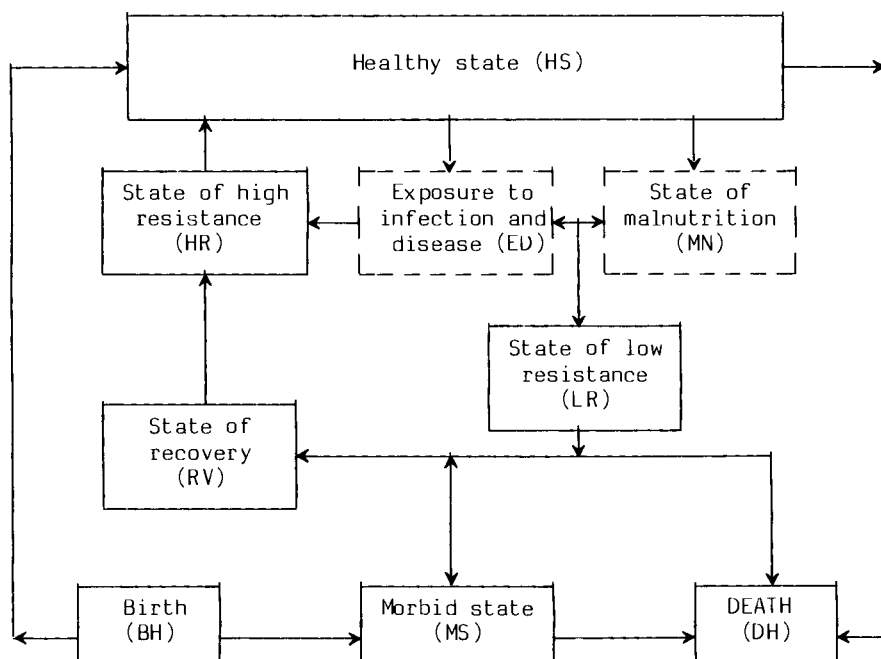 Healthy state (HS)
State of high
resistance
(HR)
Exposure to
infection and
disease (ED)
State of
malnutrition
(MN)
State of low
resistance
(LR)
State of
recovery
(RV)
Birth
(BH)
Morbid state
(MS)
DEATH
(DH)